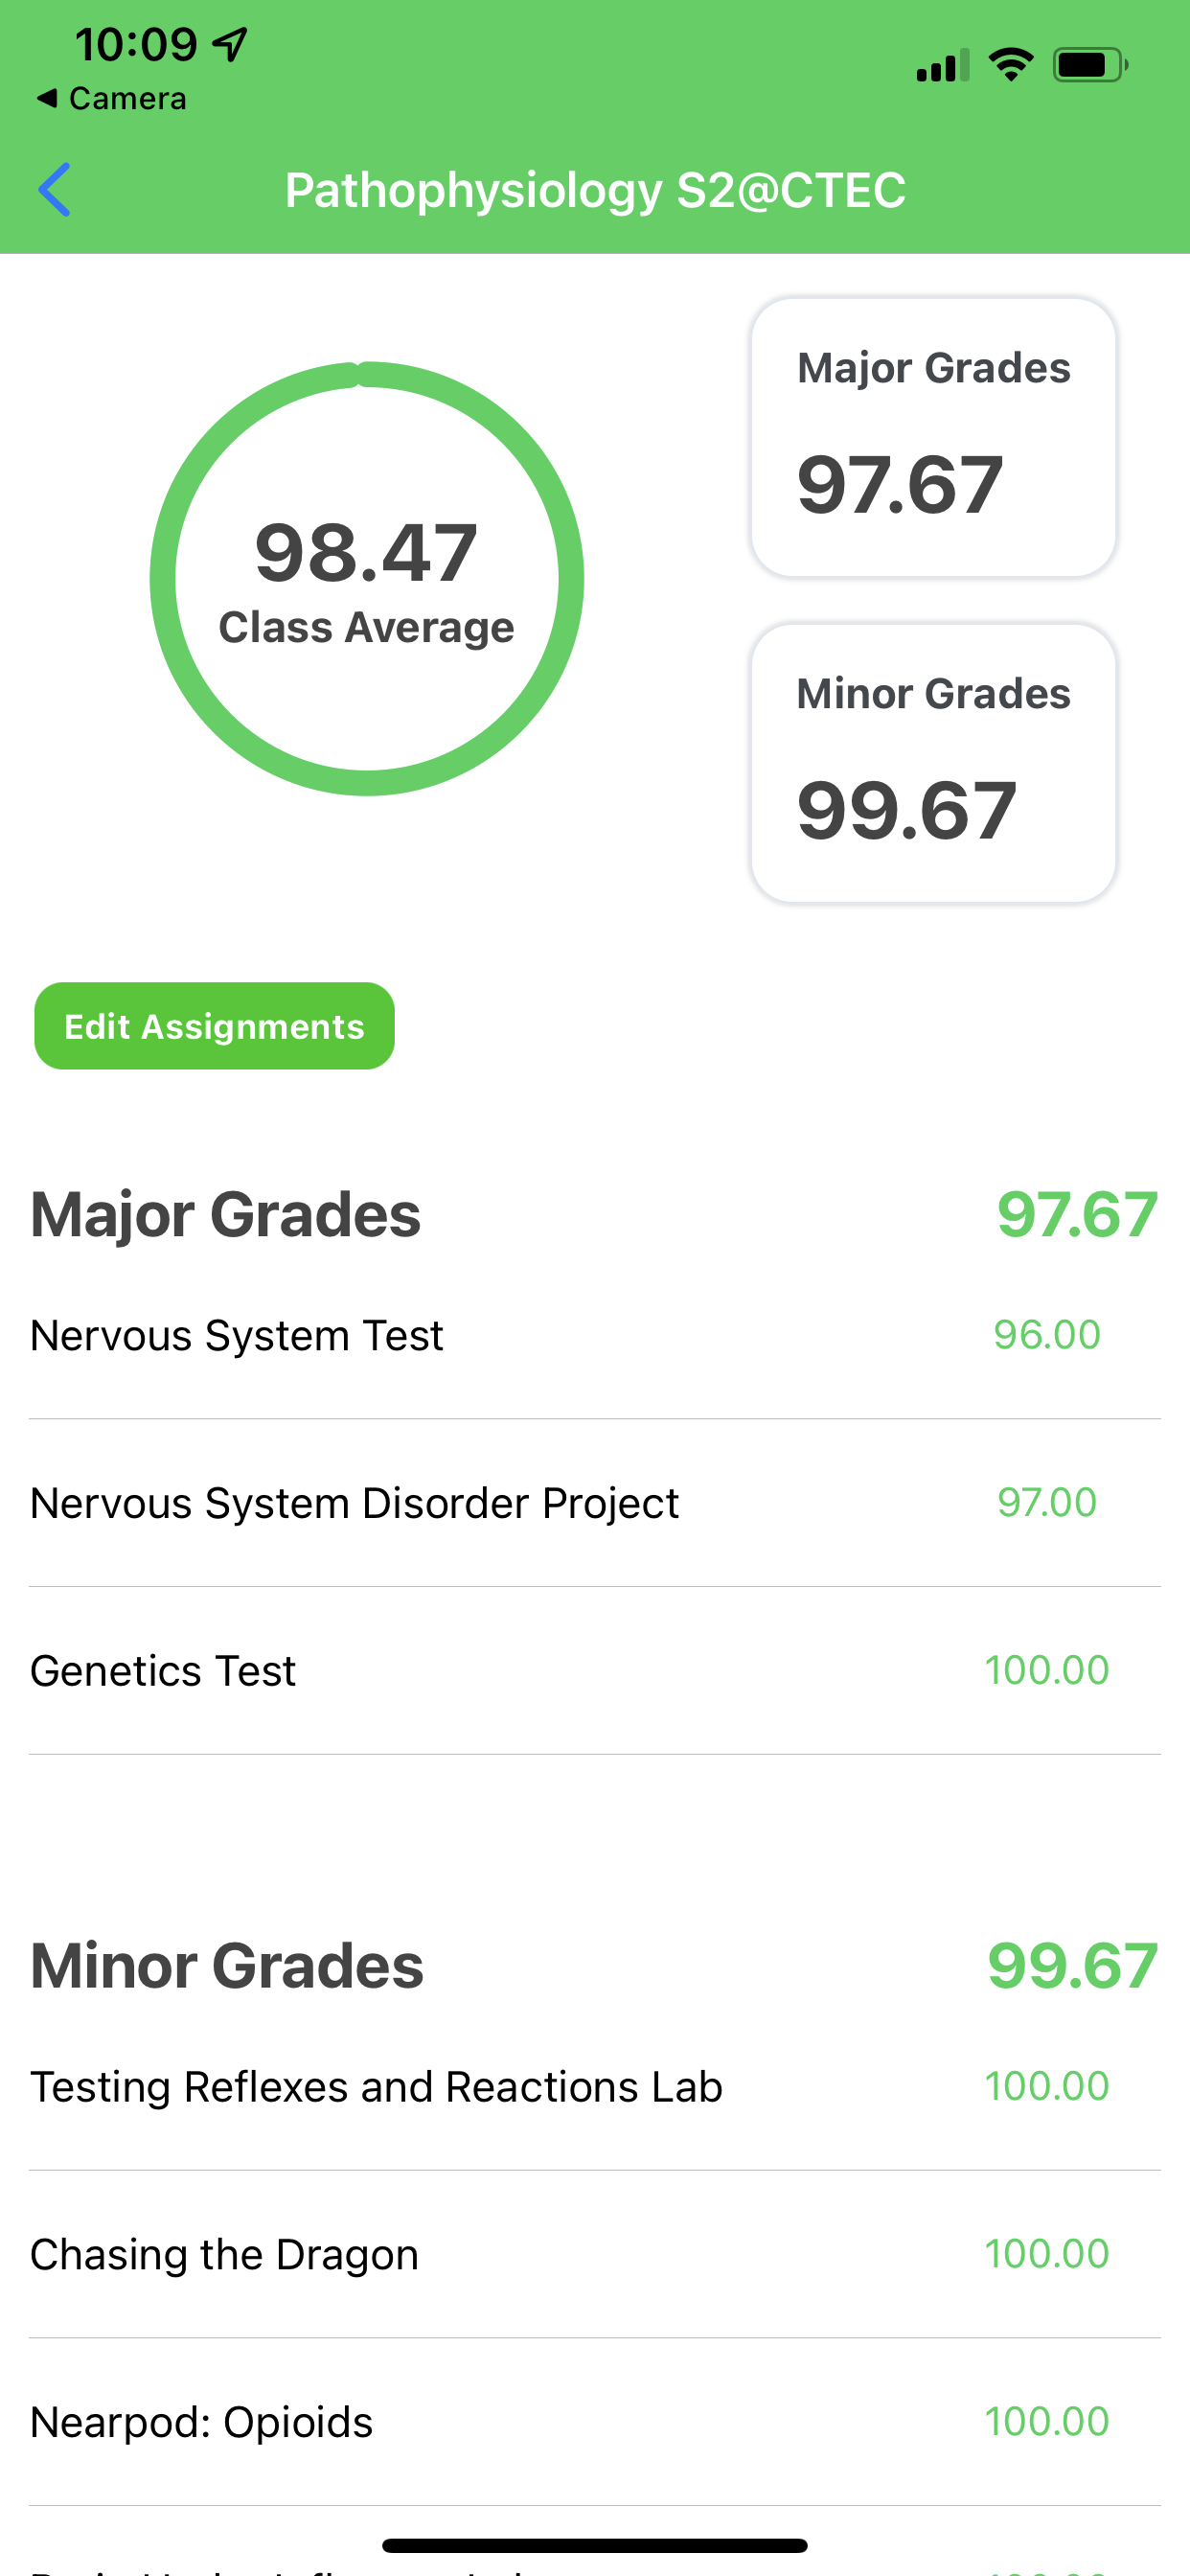 10:09
Camera
Pathophysiology S2@CTEC
98.47
Class Average
Major Grades
97.67
Minor Grades
99.67
Edit Assignments
Major Grades 97.67
Nervous System Test 96.00
Nervous System Disorder Project 97.00
Genetics Test 100.00
Minor Grades 99.67
Testing Reflexes and Reactions Lab 100.00
Chasing the Dragon 100.00
Nearpod: Opioids 100.00